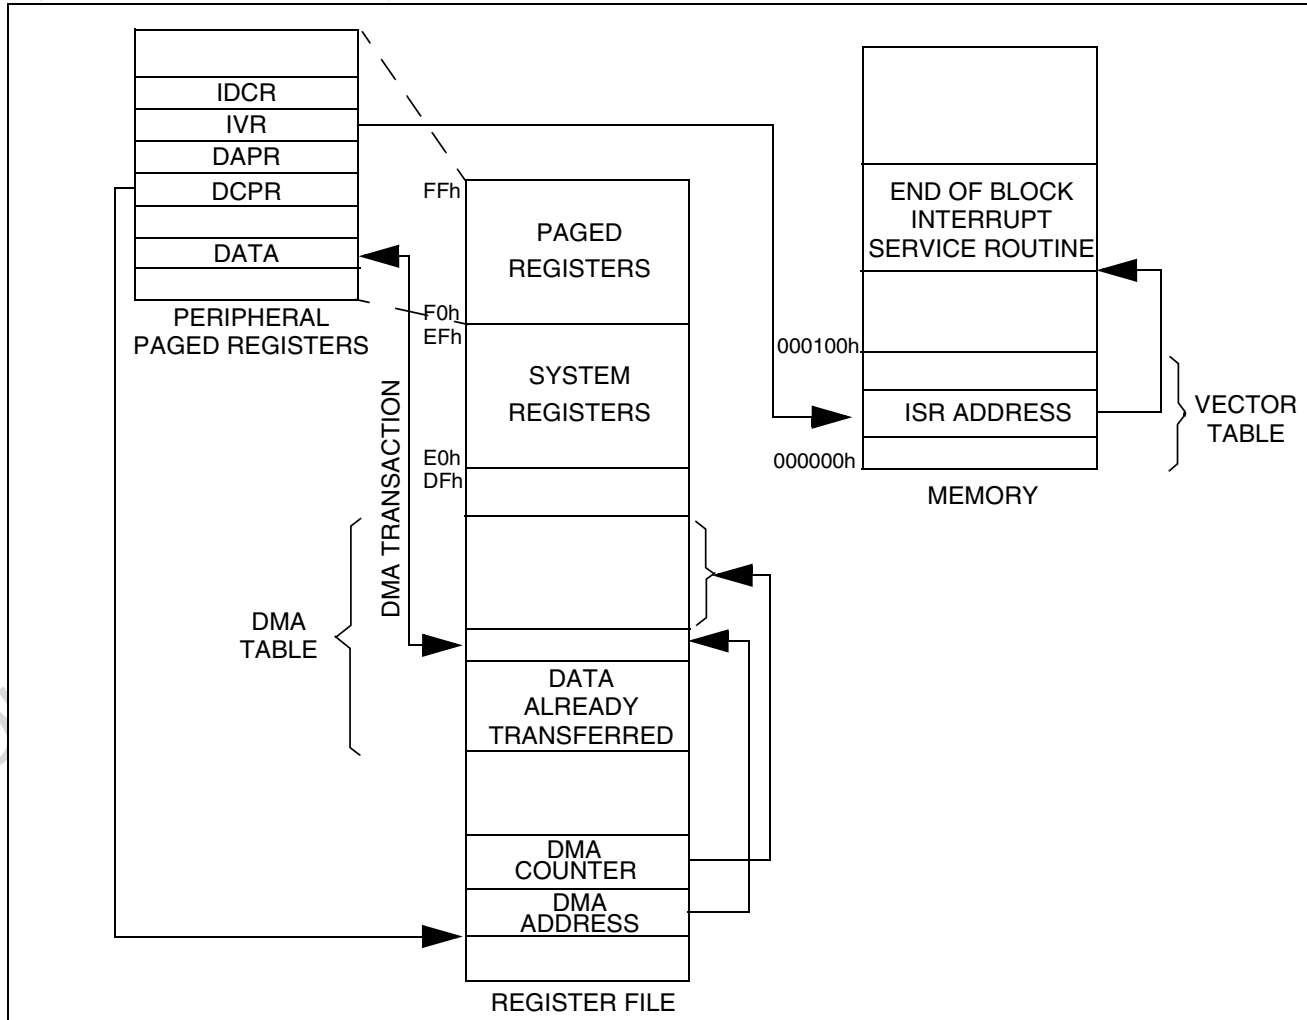 IDCR
IVR
DAPR
DCPR
DATA
PERIPHERAL
PAGED REGISTERS
FFh
PAGED
REGISTERS
F0h
EFh
SYSTEM
REGISTERS
E0h
DFh
DMA TRANSACTION
DMA
TABLE
DATA
ALREADY
TRANSFERRED
DMA
COUNTER
DMA
ADDRESS
REGISTER FILE
END OF BLOCK
INTERRUPT
SERVICE ROUTINE
000100h
ISR ADDRESS
000000h
VECTOR
TABLE
MEMORY